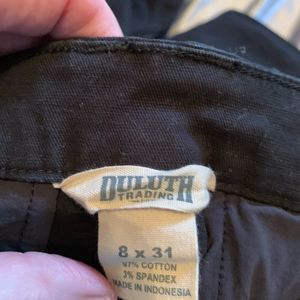 DULUTH
TRADING
8 x 31
97% COTTON
3% SPANDEX
MADE IN INDONESIA